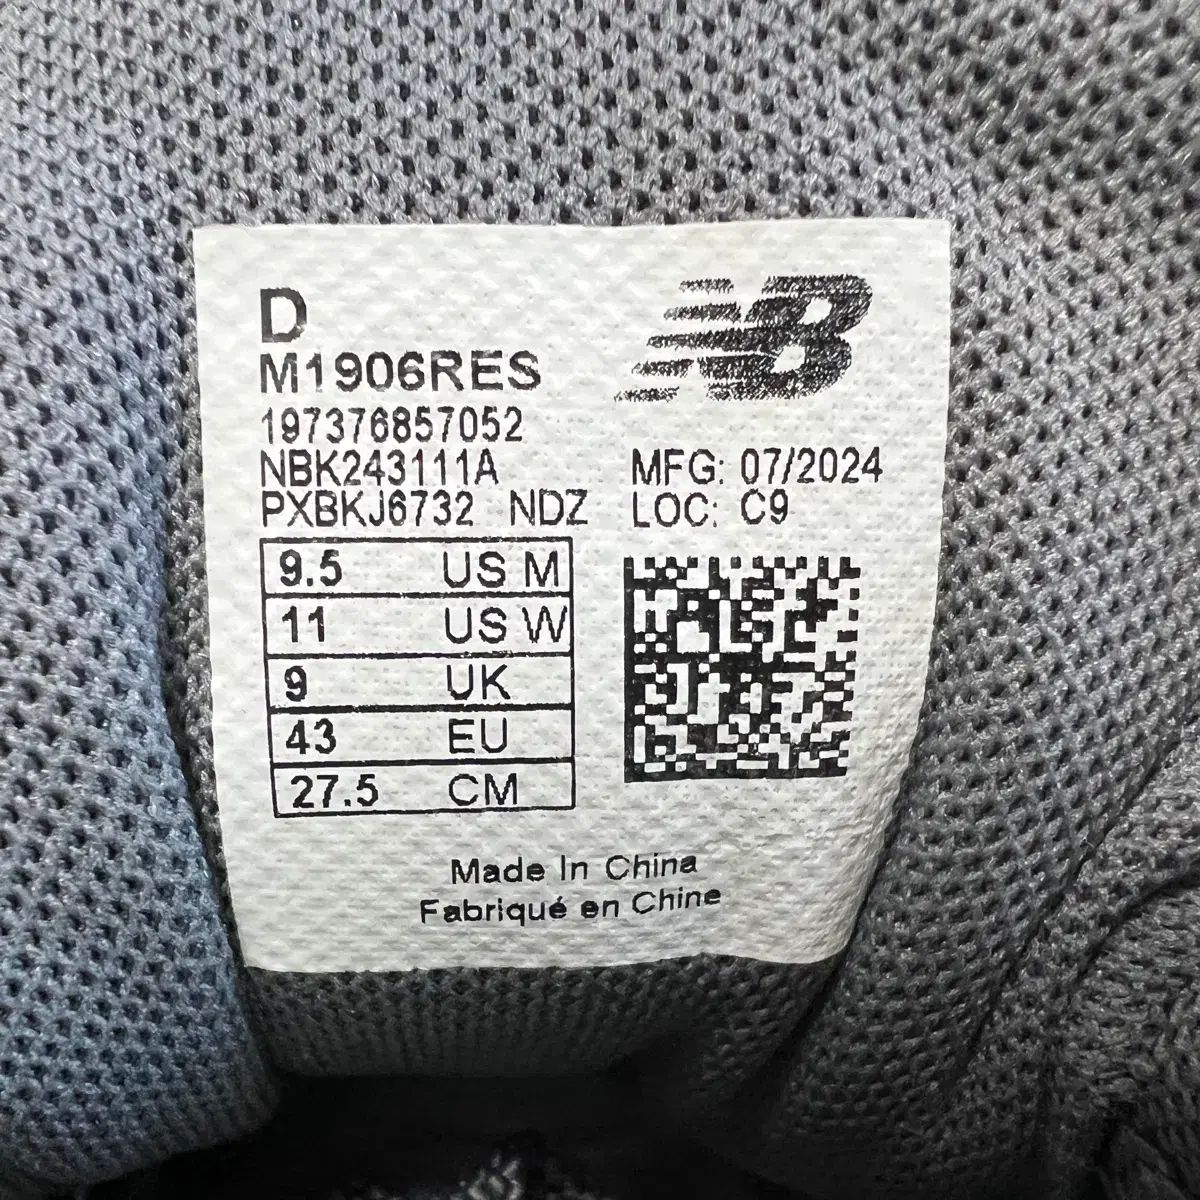 D
NB
M1906RES
197376857052
NBK243111A
MFG: 07/2024
PXBKJ6732 NDZ
LOC: C9
9.5 US M
11 US W
9 UK
43 EU
27.5 CM
Made In China
Fabriqué en Chine